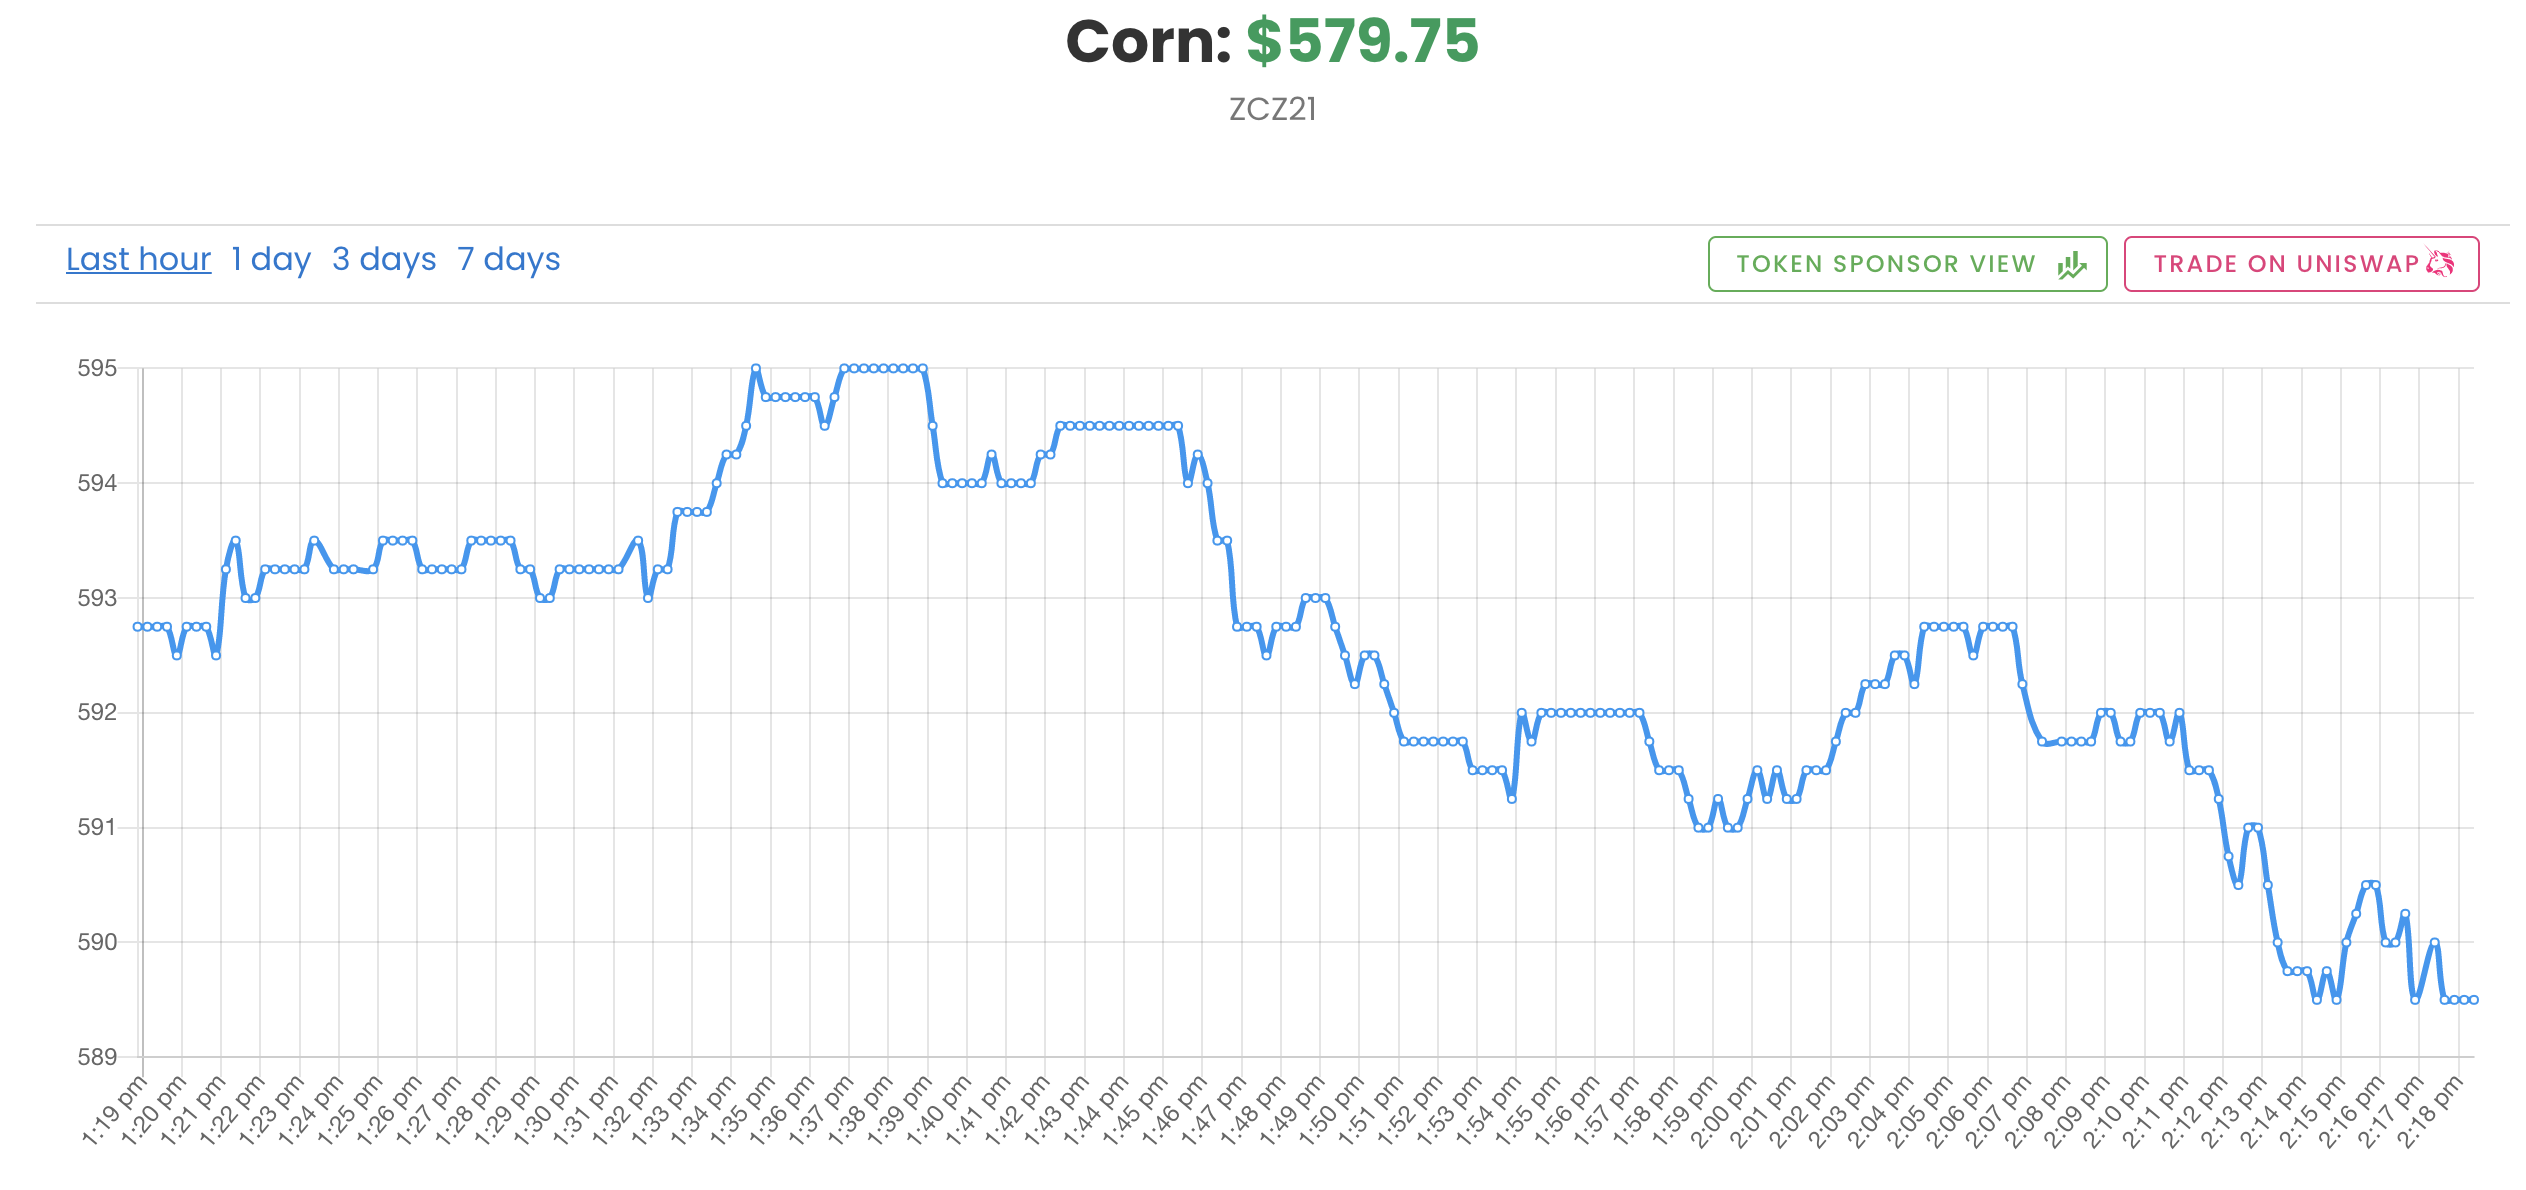 Corn: $579.75
ZCZ21
Last hour 1 day 3 days 7 days
TOKEN SPONSOR VIEW
TRADE ON UNISWAP
595
594
593
592
591
590
589
1:19 pm
1:20 pm
1:21 pm
1:22 pm
1:23 pm
1:24 pm
1:25 pm
1:26 pm
1:27 pm
1:28 pm
1:29 pm
1:30 pm
1:31 pm
1:32 pm
1:33 pm
1:34 pm
1:35 pm
1:36 pm
1:37 pm
1:38 pm
1:39 pm
1:40 pm
1:41 pm
1:42 pm
1:43 pm
1:44 pm
1:45 pm
1:46 pm
1:47 pm
1:48 pm
1:49 pm
1:50 pm
1:51 pm
1:52 pm
1:53 pm
1:54 pm
1:55 pm
1:56 pm
1:57 pm
1:58 pm
1:59 pm
2:00 pm
2:01 pm
2:02 pm
2:03 pm
2:04 pm
2:05 pm
2:06 pm
2:07 pm
2:08 pm
2:09 pm
2:10 pm
2:11 pm
2:12 pm
2:13 pm
2:14 pm
2:15 pm
2:16 pm
2:17 pm
2:18 pm